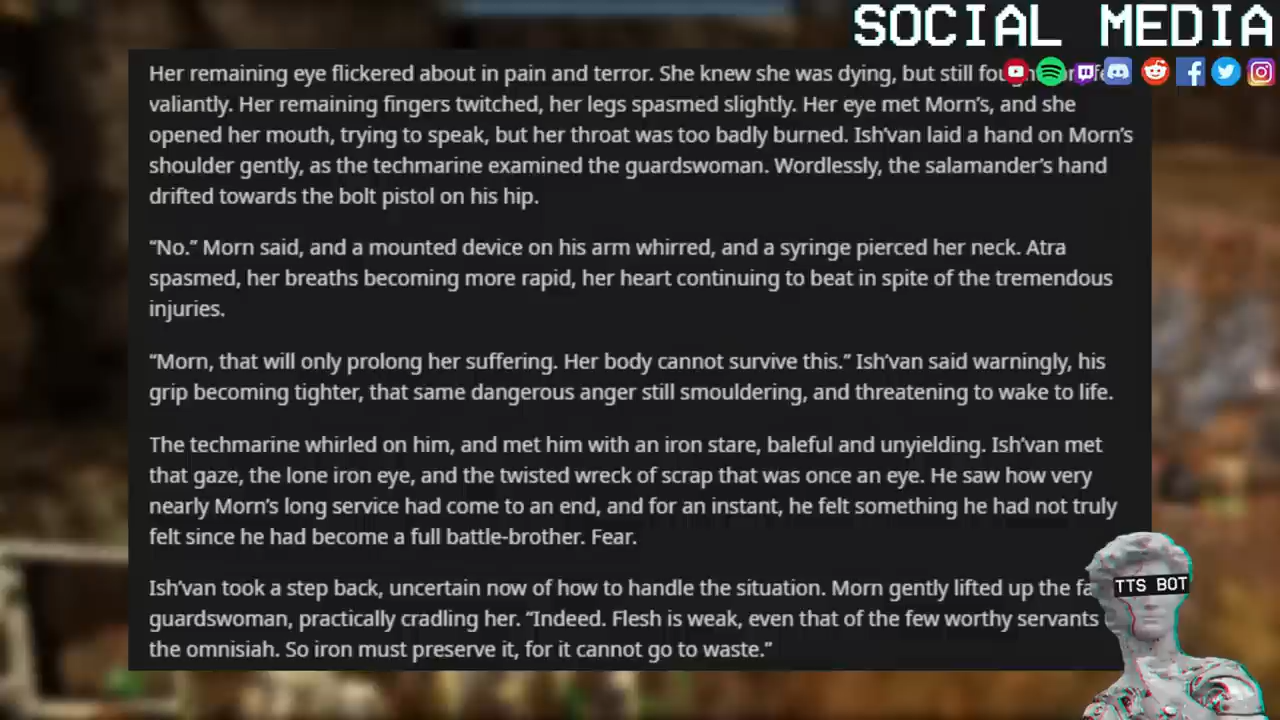 SOCIAL MEDIA
Her remaining eye flickered about in pain and terror. She knew she was dying, but still
valiantly. Her remaining fingers twitched, her legs spasmed slightly. Her eye met Morn's, and she
opened her mouth, trying to speak, but her throat was too badly burned. Ish'van laid a hand on Morn's
shoulder gently, as the techmarine examined the guardswoman. Wordlessly, the salamander's hand
drifted towards the bolt pistol on his hip.
“No.” Morn said, and a mounted device on his arm whirred, and a syringe pierced her neck. Atra
spasmed, her breaths becoming more rapid, her heart continuing to beat in spite of the tremendous
injuries.
“Morn, that will only prolong her suffering. Her body cannot survive this.” Ish'van said warningly, his
grip becoming tighter, that same dangerous anger still smouldering, and threatening to wake to life.
The techmarine whirled on him, and met him with an iron stare, baleful and unyielding. Ish'van met
that gaze, the lone iron eye, and the twisted wreck of scrap that was once an eye. He saw how very
nearly Morn's long service had come to an end, and for an instant, he felt something he had not truly
felt since he had become a full battle-brother. Fear.
Ish'van took a step back, uncertain now of how to handle the situation. Morn gently lifted up the
guardswoman, practically cradling her. “Indeed. Flesh is weak, even that of the few worthy servants
the omnisiah. So iron must preserve it, for it cannot go to waste.”
TTS BOT